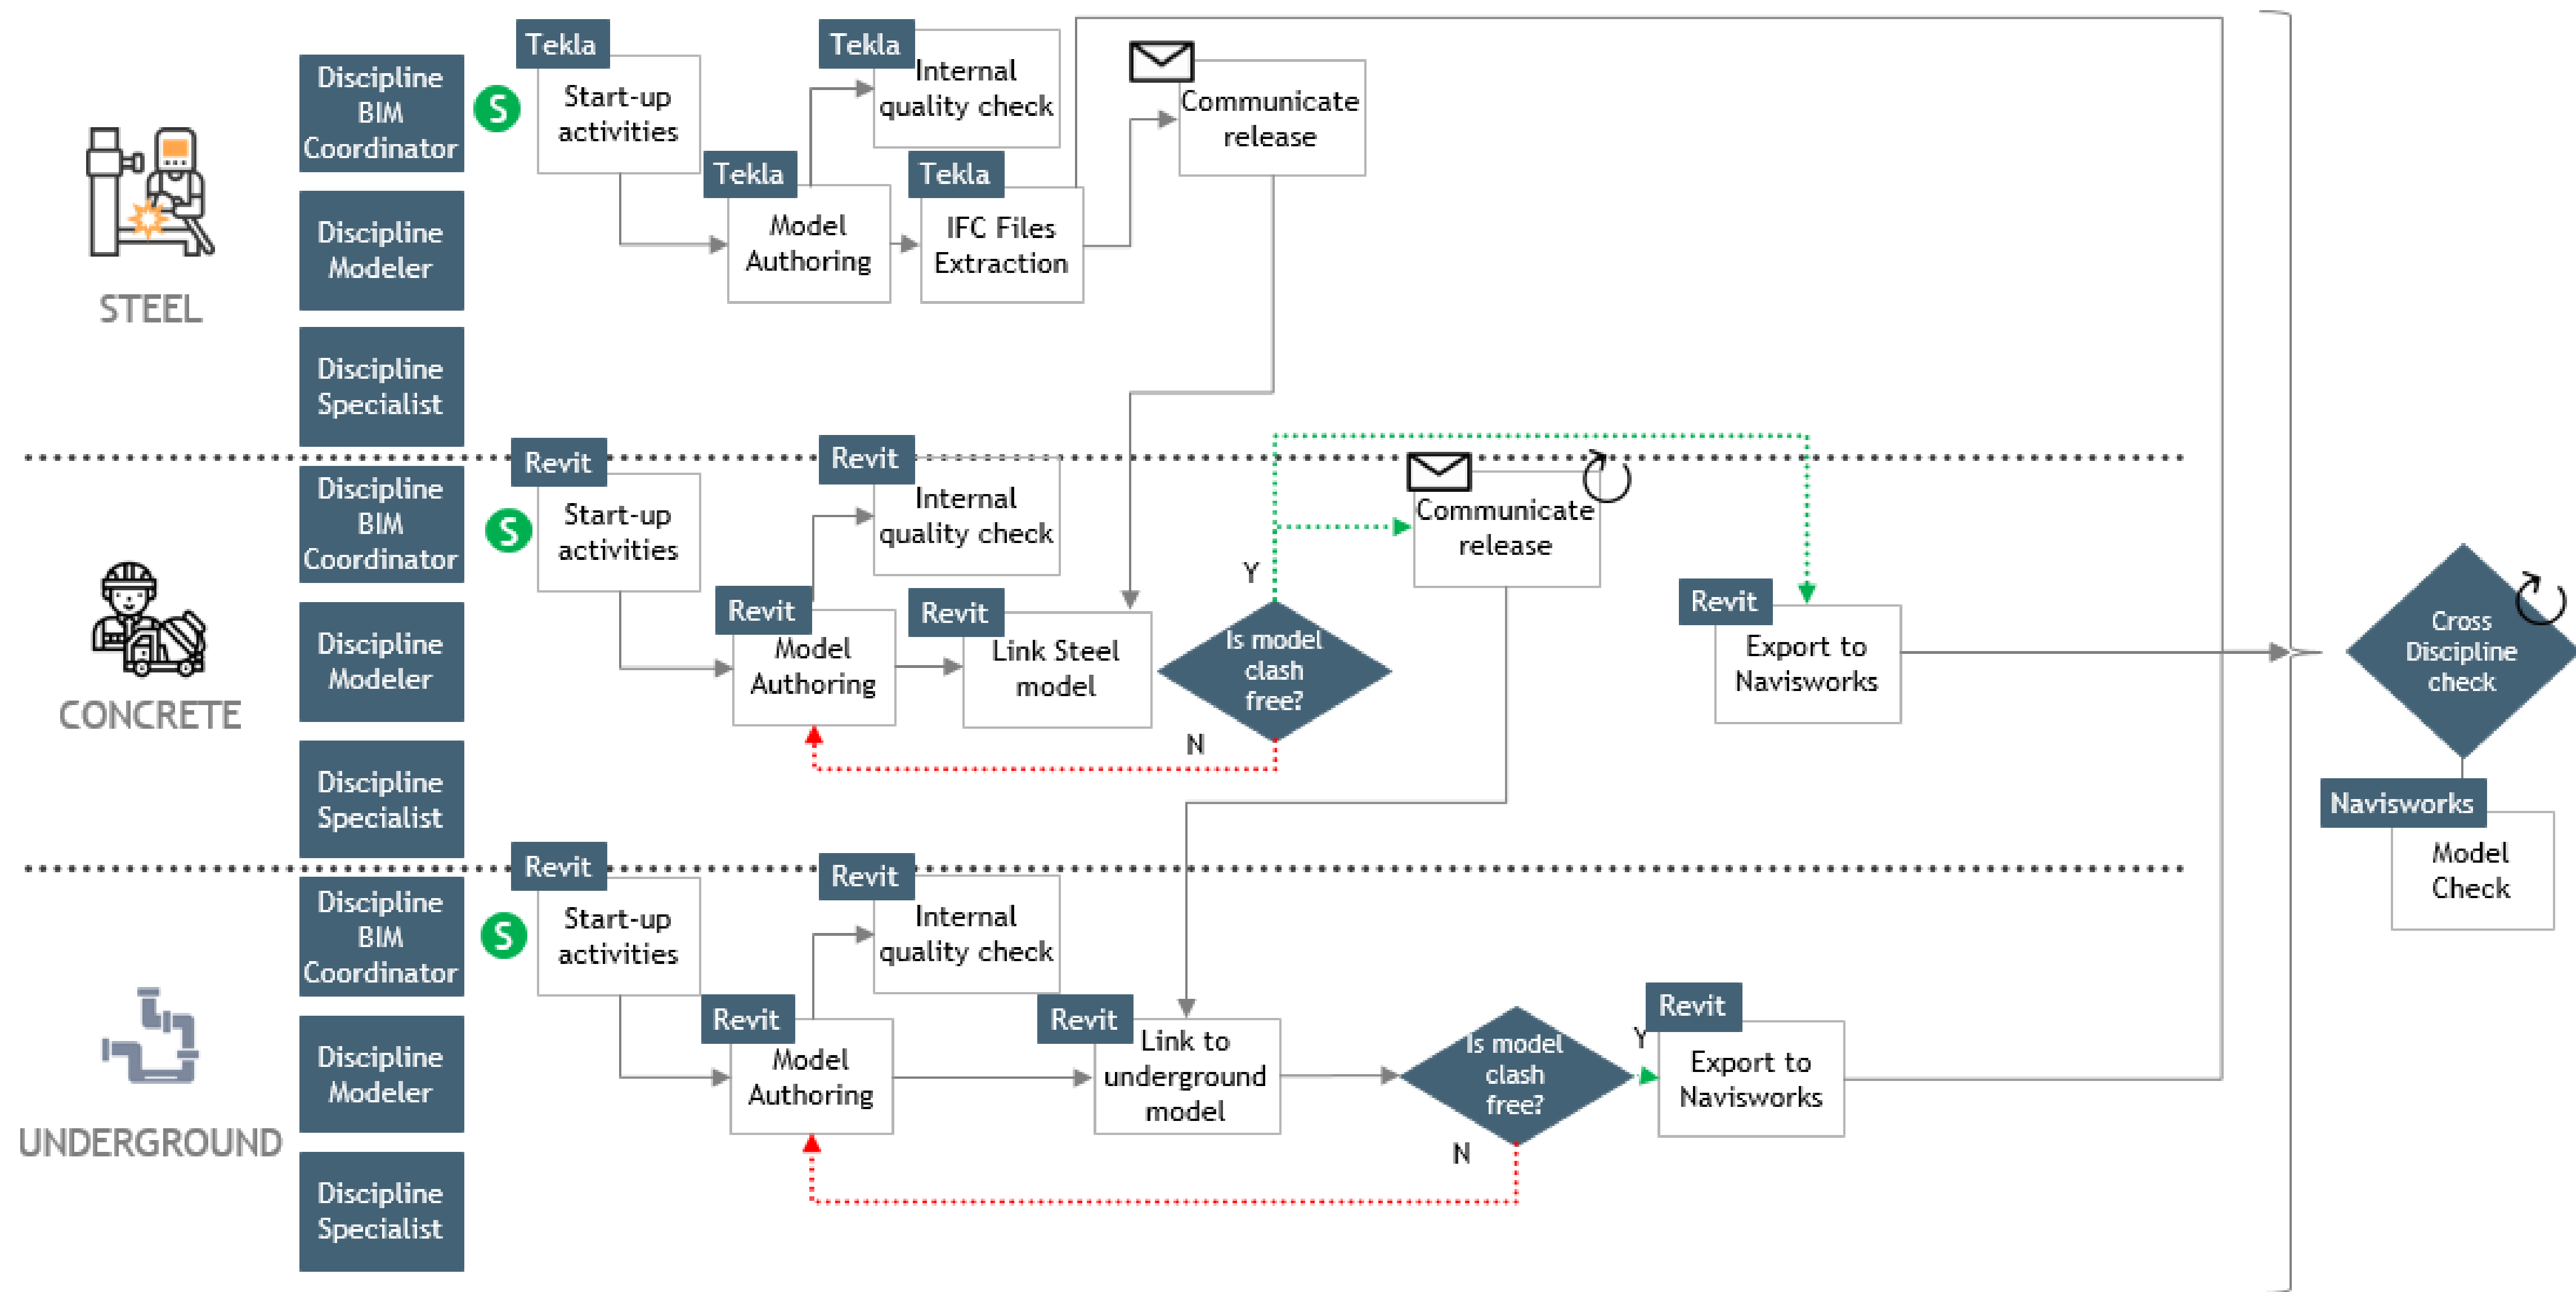 Tekla
Tekla
Discipline
BIM
Coordinator
S
Start-up
activities
Internal
quality check
Communicate
release
Tekla
Tekla
Discipline
Modeler
Model
Authoring
IFC Files
Extraction
STEEL
Discipline
Specialist
Revit
Revit
Discipline
BIM
Coordinator
S
Start-up
activities
Internal
quality check
Communicate
release
Y
Revit
Revit
Revit
Discipline
Modeler
Model
Authoring
Link Steel
model
Is model
clash
free?
Export to
Navisworks
Cross
Discipline
check
CONCRETE
N
Discipline
Specialist
Navisworks
Model
Check
Revit
Revit
Discipline
BIM
Coordinator
S
Start-up
activities
Internal
quality check
Revit
Revit
Revit
Discipline
Modeler
Model
Authoring
Link to
underground
model
Is model
clash
free?
Y
Export to
Navisworks
UNDERGROUND
N
Discipline
Specialist